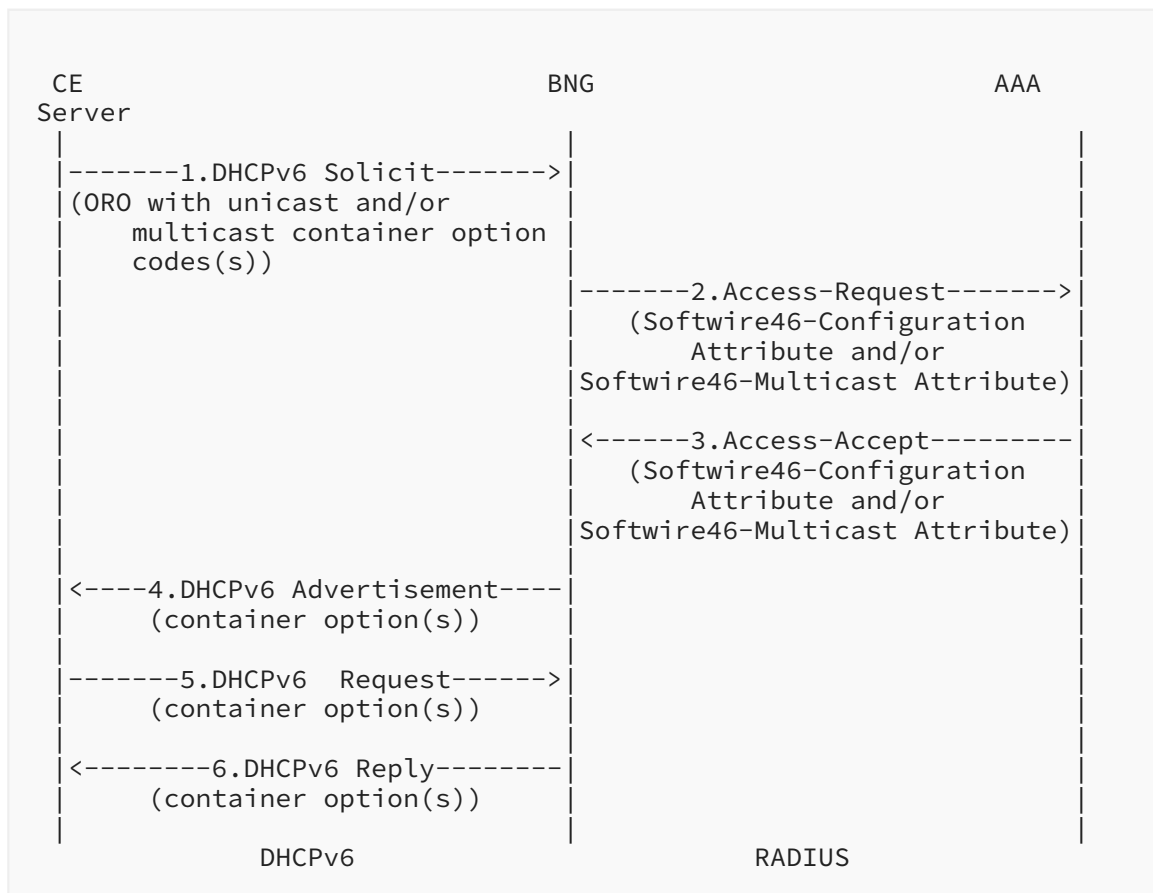 CE                              BNG                         AAA
Server
|                                |                                |
|-------1.DHCPv6 Solicit------->|                                |
|(ORO with unicast and/or        |                                |
|    multicast container option  |                                |
|    codes(s))                   |                                |
|                                |-------2.Access-Request------->|
|                                |   (Softwire46-Configuration    |
|                                |       Attribute and/or         |
|                                |Softwire46-Multicast Attribute)|
|                                |                                |
|                                |<------3.Access-Accept---------|
|                                |   (Softwire46-Configuration    |
|                                |       Attribute and/or         |
|                                |Softwire46-Multicast Attribute)|
|                                |                                |
|<----4.DHCPv6 Advertisement----|                                |
|     (container option(s))      |                                |
|                                |                                |
|-------5.DHCPv6  Request------>|                                |
|     (container option(s))      |                                |
|                                |                                |
|<--------6.DHCPv6 Reply--------|                                |
|     (container option(s))      |                                |
|                                |                                |
DHCPv6                         RADIUS